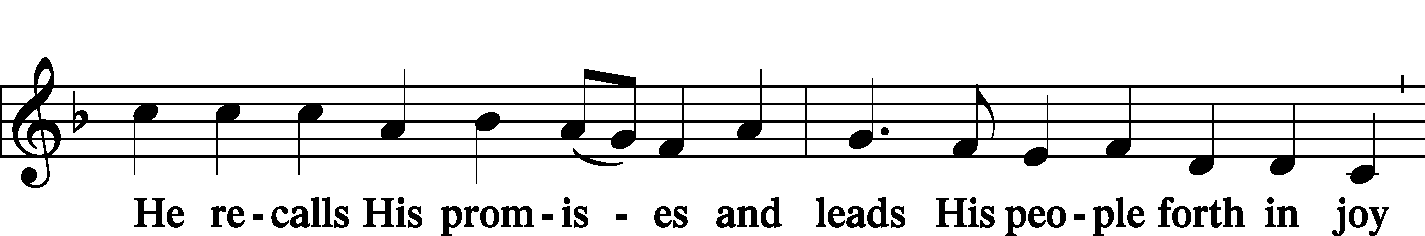 He re-calls His prom-is - es and leads His peo-ple forth in joy